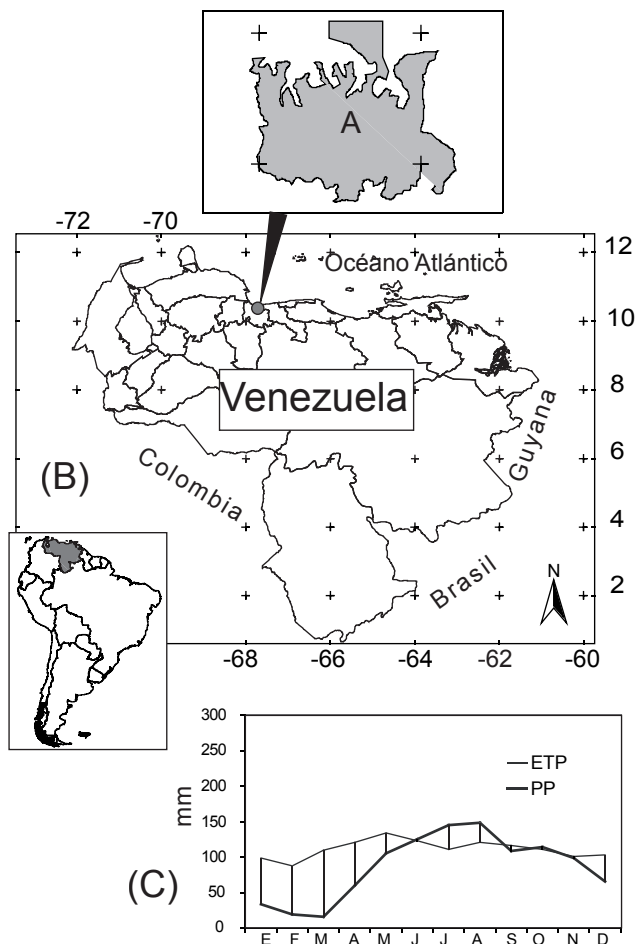 A
-72 -70
12
Océano Atlántico
10
8
Venezuela
Guyana
6
(B)
Colombia
4
Brasil
N
2
-68 -66 -64 -62 -60
300
250
200
150
100
50
0
mm
ETP
PP
(C)
E F M A M J J A S O N D